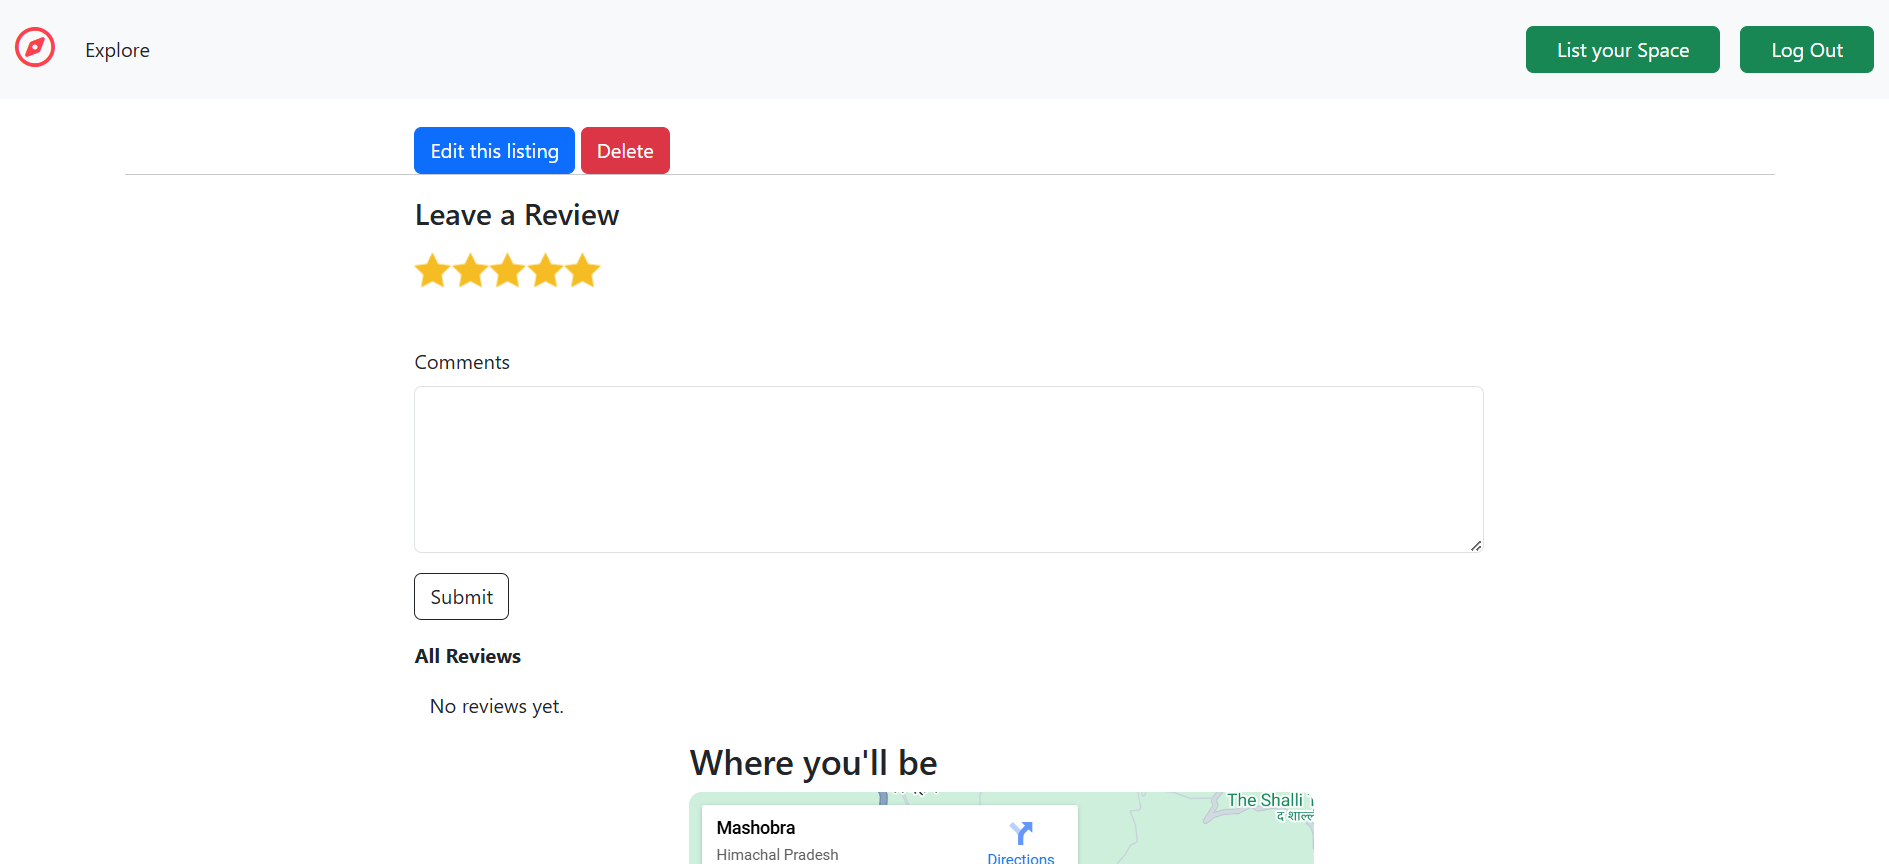 Explore
List your Space
Log Out
Edit this listing
Delete
Leave a Review
Comments
Submit
All Reviews
No reviews yet.
Where you'll be
The Shalli
Mashobra
Himachal Pradesh
Directions